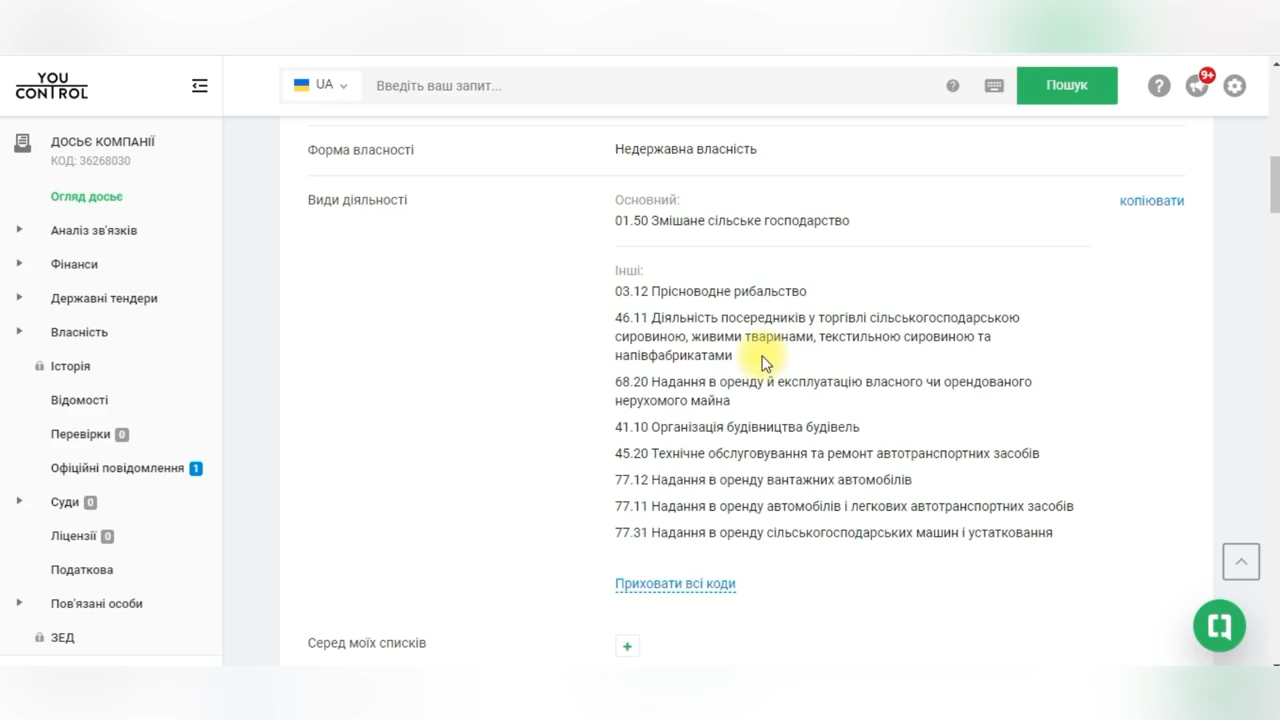 YOU
CONTROL
UA
Введіть ваш запит...
Пошук
9+
ДОСЬЄ КОМПАНІЇ
КОД: 36268030
Огляд досьє
Аналіз зв'язків
Фінанси
Державні тендери
Власність
Історія
Відомості
Перевірки 0
Офіційні повідомлення 1
Суди 0
Ліцензії 0
Податкова
Пов'язані особи
ЗЕД
Форма власності
Недержавна власність
Види діяльності
Основний:
копіювати
01.50 Змішане сільське господарство
Інші:
03.12 Прісноводне рибальство
46.11 Діяльність посередників у торгівлі сільськогосподарською
сировиною, живими тваринами, текстильною сировиною та
напівфабрикатами
68.20 Надання в оренду й експлуатацію власного чи орендованого
нерухомого майна
41.10 Організація будівництва будівель
45.20 Технічне обслуговування та ремонт автотранспортних засобів
77.12 Надання в оренду вантажних автомобілів
77.11 Надання в оренду автомобілів і легкових автотранспортних засобів
77.31 Надання в оренду сільськогосподарських машин і устатковання
Приховати всі коди
Серед моїх списків